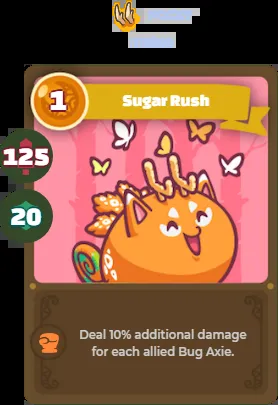 1
Sugar Rush
125
20
Deal 10% additional damage
for each allied Bug Axie.